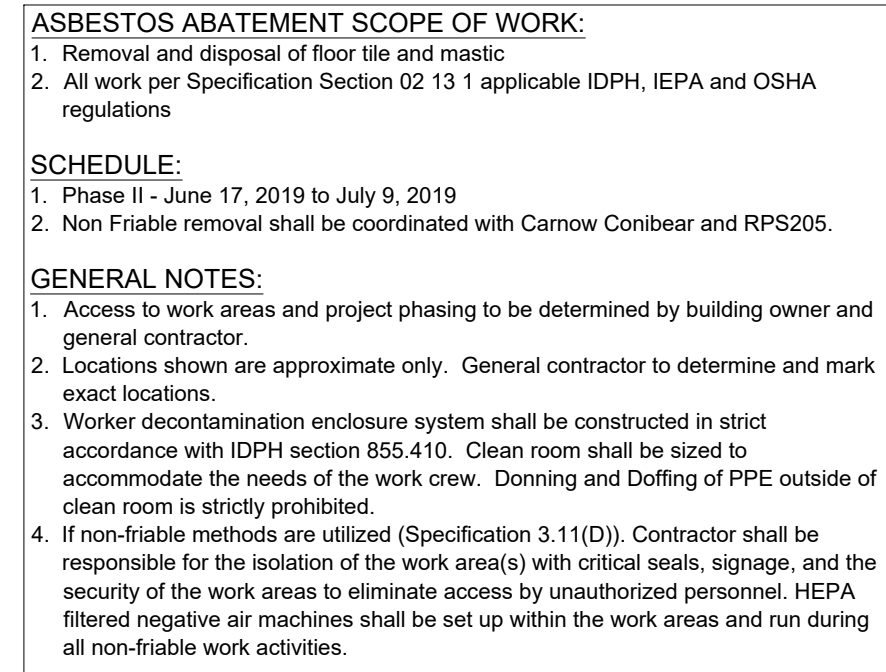 ASBESTOS ABATEMENT SCOPE OF WORK:
1. Removal and disposal of floor tile and mastic
2. All work per Specification Section 02 13 1 applicable IDPH, IEPA and OSHA
regulations
SCHEDULE:
1. Phase II - June 17, 2019 to July 9, 2019
2. Non Friable removal shall be coordinated with Carnow Conibear and RPS205.
GENERAL NOTES:
1. Access to work areas and project phasing to be determined by building owner and
general contractor.
2. Locations shown are approximate only. General contractor to determine and mark
exact locations.
3. Worker decontamination enclosure system shall be constructed in strict
accordance with IDPH section 855.410. Clean room shall be sized to
accommodate the needs of the work crew. Donning and Doffing of PPE outside of
clean room is strictly prohibited.
4. If non-friable methods are utilized (Specification 3.11(D)). Contractor shall be
responsible for the isolation of the work area(s) with critical seals, signage, and the
security of the work areas to eliminate access by unauthorized personnel. HEPA
filtered negative air machines shall be set up within the work areas and run during
all non-friable work activities.